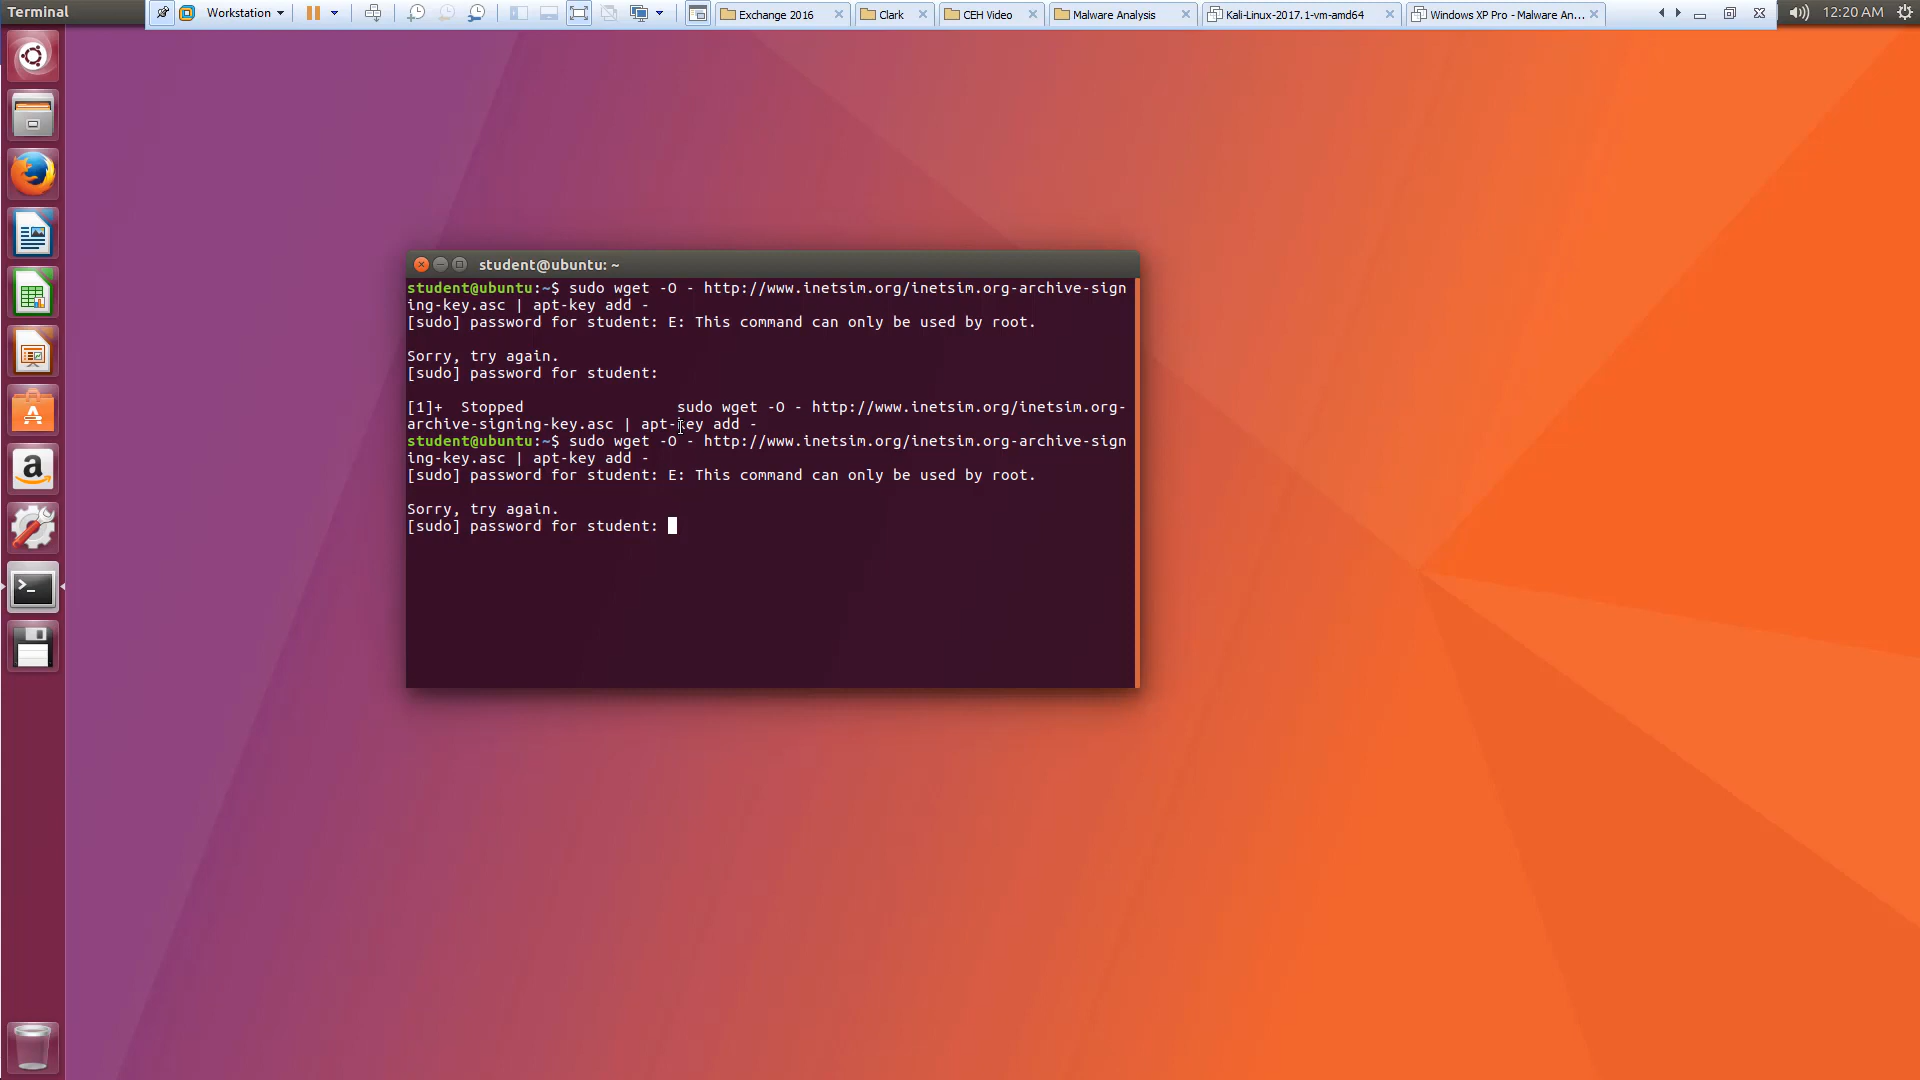 Terminal
Workstation
Exchange 2016
Clark
CEH Video
Malware Analysis
Kali-Linux-2017.1-vm-amd64
Windows XP Pro - Malware An...
12:20 AM
student@ubuntu: ~
student@ubuntu:~$ sudo wget -O - http://www.inetsim.org/inetsim.org-archive-sign
ing-key.asc | apt-key add -
[sudo] password for student: E: This command can only be used by root.
Sorry, try again.
[sudo] password for student:
[1]+  Stopped                 sudo wget -O - http://www.inetsim.org/inetsim.org-
archive-signing-key.asc | apt-key add -
student@ubuntu:~$ sudo wget -O - http://www.inetsim.org/inetsim.org-archive-sign
ing-key.asc | apt-key add -
[sudo] password for student: E: This command can only be used by root.
Sorry, try again.
[sudo] password for student: